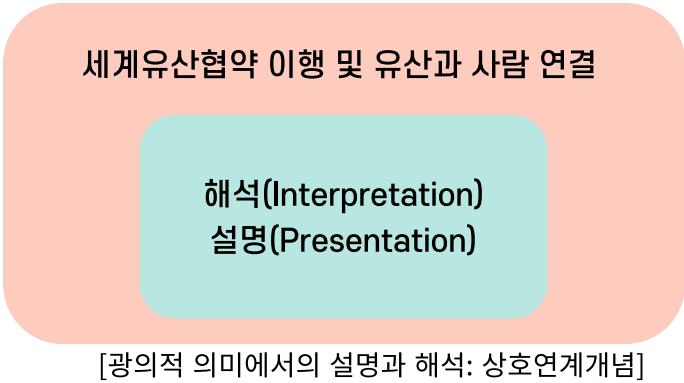 세계유산협약 이행 및 유산과 사람 연결
해석(Interpretation)
설명(Presentation)
[광의적 의미에서의 설명과 해석: 상호연계개념]